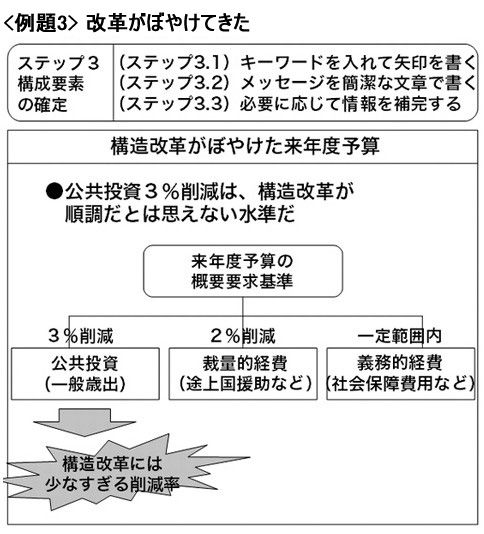 <例題3> 改革がぼやけてきた
ステップ3
構成要素
の確定
(ステップ3.1) キーワードを入れて矢印を書く
(ステップ3.2) メッセージを簡潔な文章で書く
(ステップ3.3) 必要に応じて情報を補完する
構造改革がぼやけた来年度予算
●公共投資3%削減は、構造改革が
順調だとは思えない水準だ
来年度予算の
概要要求基準
3%削減
2%削減
一定範囲内
公共投資
(一般歳出)
裁量的経費
(途上国援助など)
義務的経費
(社会保障費用など)
構造改革には
少なすぎる削減率